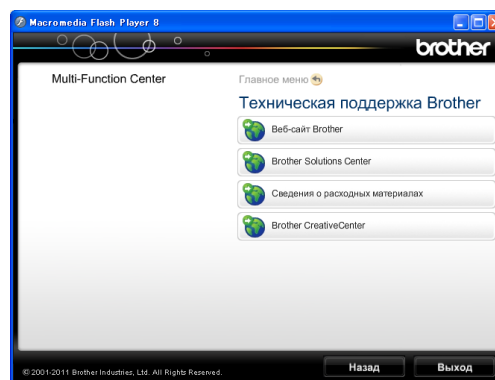 Macromedia Flash Player 8
brother
Multi-Function Center
Главное меню
Техническая поддержка Brother
Веб-сайт Brother
Brother Solutions Center
Сведения о расходных материалах
Brother CreativeCenter
© 2001-2011 Brother Industries, Ltd. All Rights Reserved.
Назад
Выход